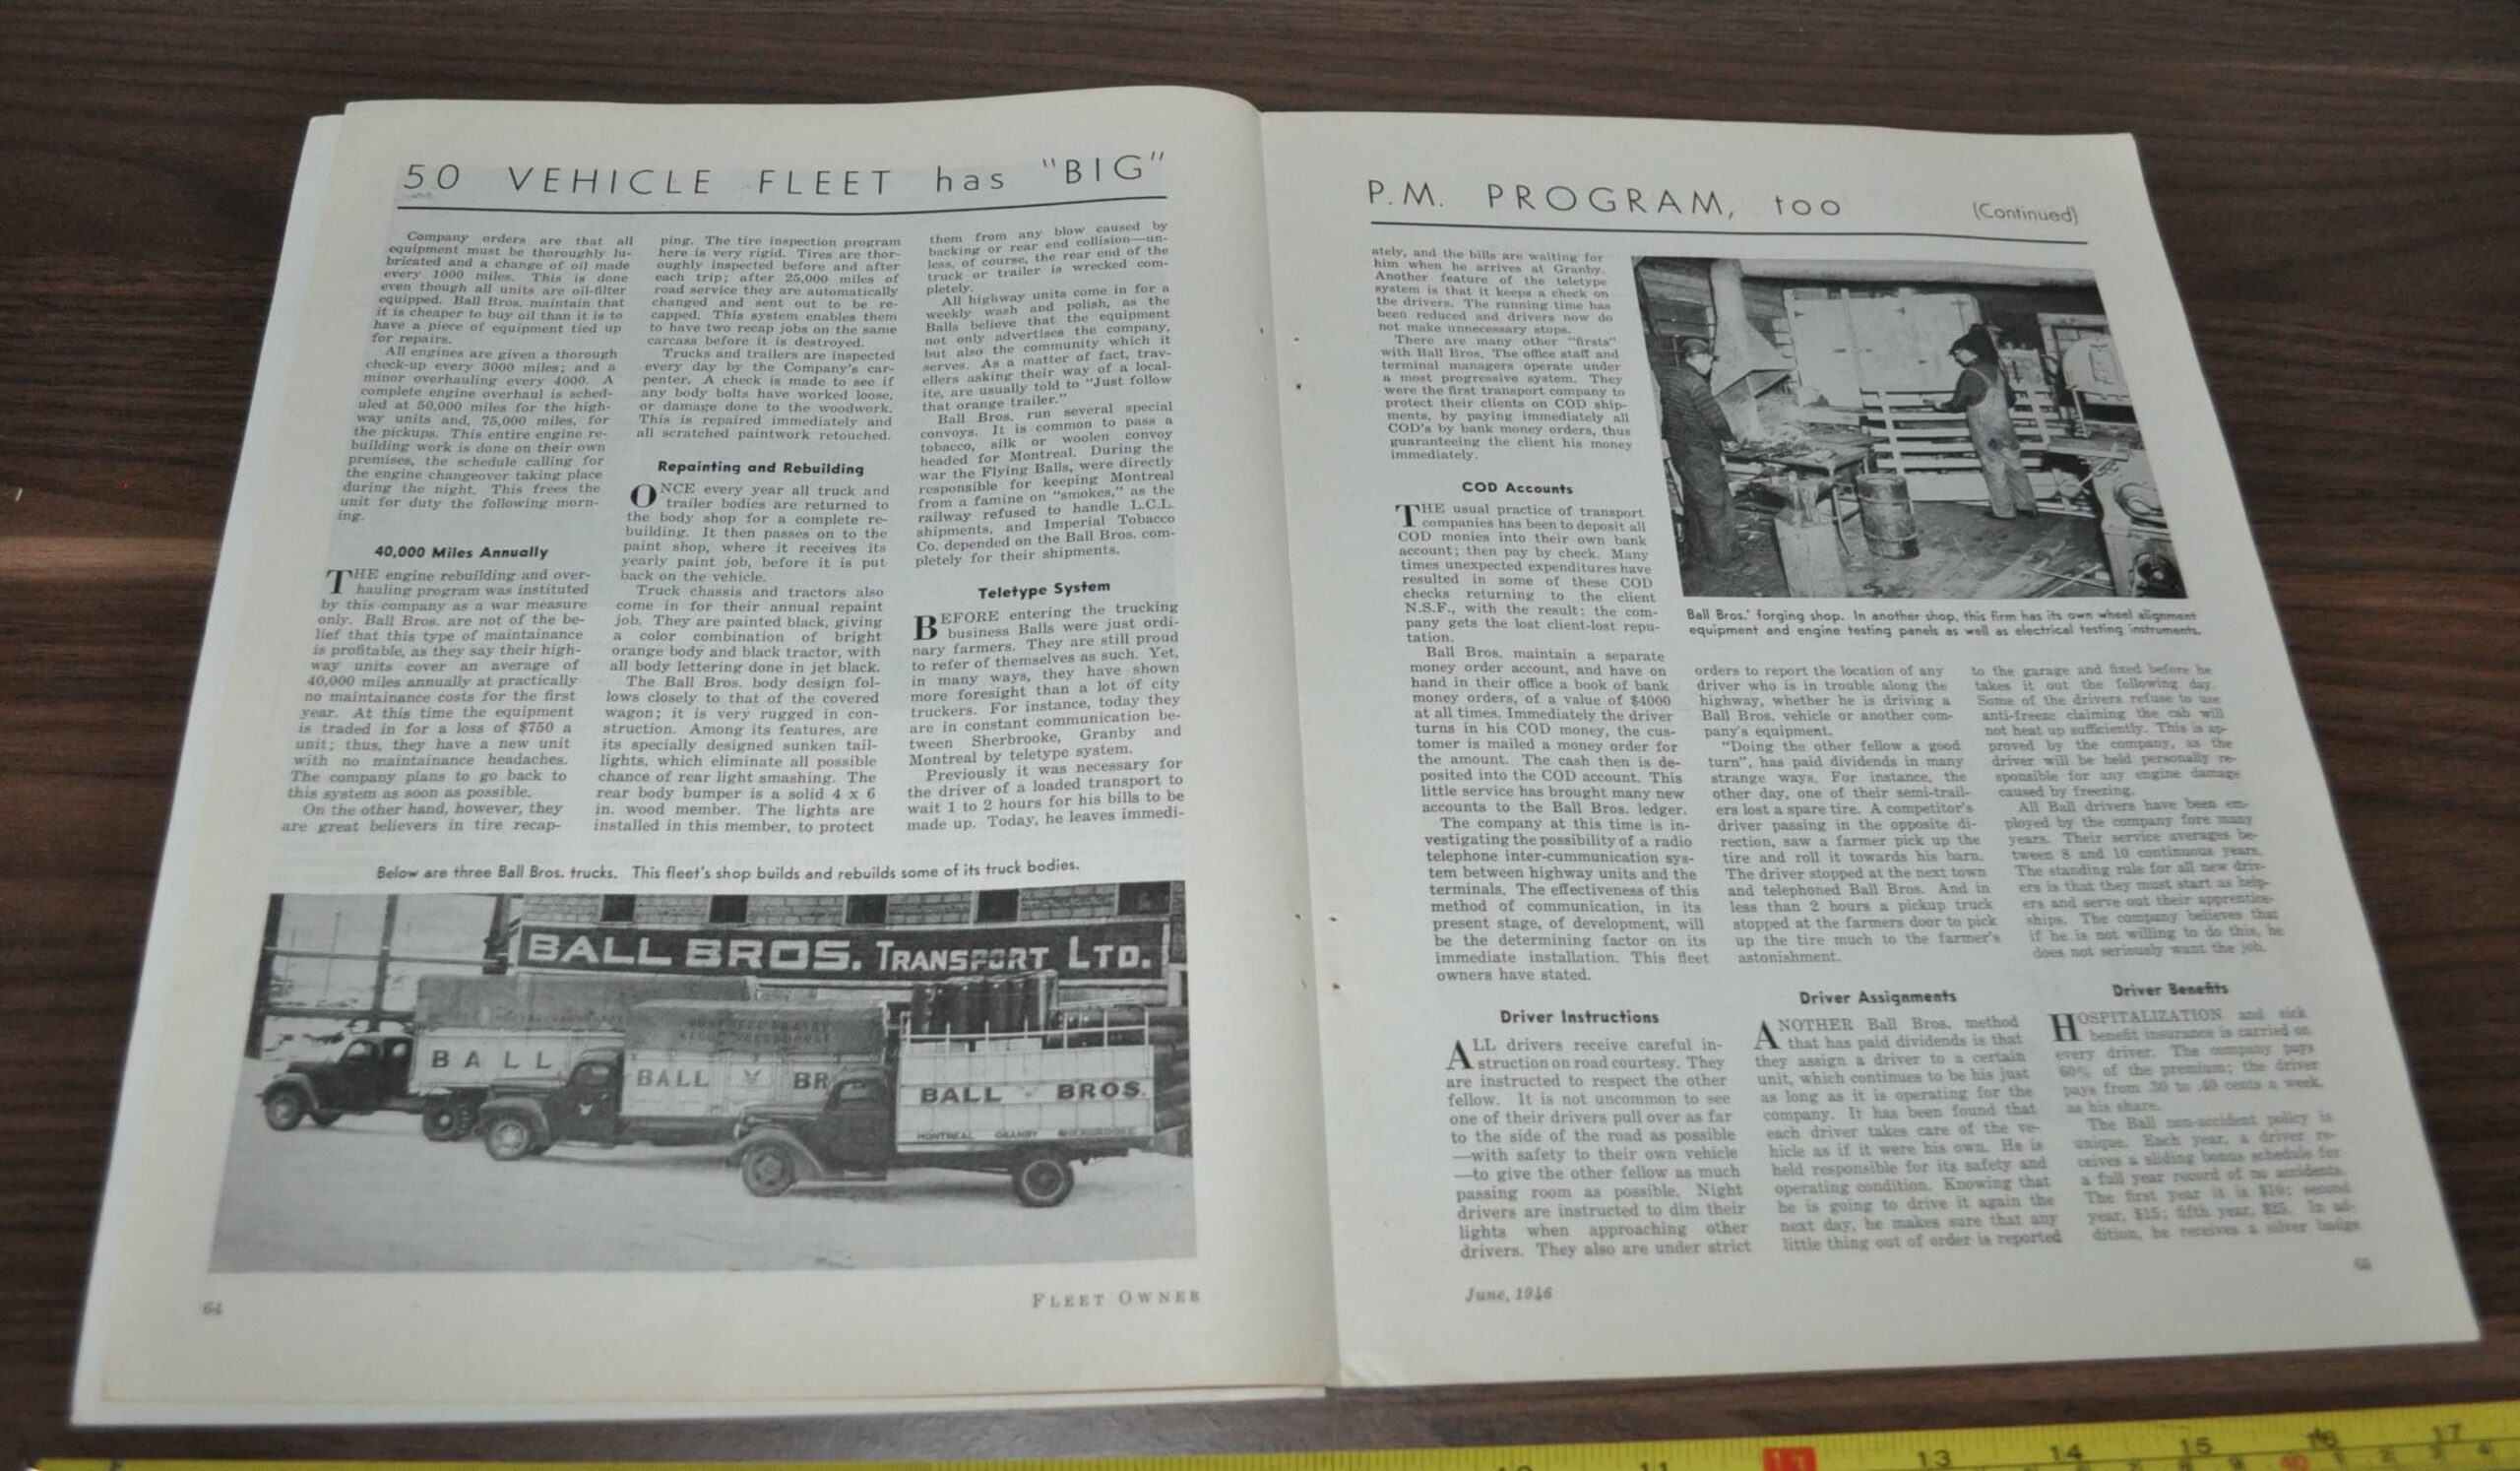 50 VEHICLE FLEET has "BIG"
Company orders are that all
equipment must be thoroughly lu-
bricated and a change of oil made
every 1000 miles. This is done
even though all units are oil-filter
equipped. Ball Bros. maintain that
it is cheaper to buy oil than it is to
have a piece of equipment tied up
for repairs.
All engines are given a thorough
check-up every 3000 miles; and a
minor overhauling every 4000. A
complete engine overhaul is sched-
uled at 50,000 miles for the high-
way units and, 75,000 miles, for
the pickups. This entire engine re-
building work is done on their own
premises, the schedule calling for
the engine changeover taking place
during the night. This frees the
unit for duty the following morn-
ing.
40,000 Miles Annually
THE engine rebuilding and over-
hauling program was instituted
by this company as a war measure
only. Ball Bros. are not of the be-
lief that this type of maintainance
is profitable, as they say their high-
way units cover an average of
40,000 miles annually at practically
no maintainance costs for the first
year. At this time the equipment
is traded in for a loss of $750 a
unit; thus, they have a new unit
with no maintainance headaches.
The company plans to go back to
this system as soon as possible.
On the other hand, however, they
are great believers in tire recap-
ping. The tire inspection program
here is very rigid. Tires are thor-
oughly inspected before and after
each trip; after 25,000 miles of
road service they are automatically
changed and sent out to be re-
capped. This system enables them
to have two recap jobs on the same
carcass before it is destroyed.
Trucks and trailers are inspected
every day by the Company's car-
penter. A check is made to see if
any body bolts have worked loose,
or damage done to the woodwork.
This is repaired immediately and
all scratched paintwork retouched.
Repainting and Rebuilding
ONCE every year all truck and
trailer bodies are returned to
the body shop for a complete re-
building. It then passes on to the
paint shop, where it receives its
yearly paint job, before it is put
back on the vehicle.
Truck chassis and tractors also
come in for their annual repaint
job. They are painted black, giving
a color combination of bright
orange body and black tractor, with
all body lettering done in jet black.
The Ball Bros. body design fol-
lows closely to that of the covered
wagon; it is very rugged in con-
struction. Among its features, are
its specially designed sunken tail-
lights, which eliminate all possible
chance of rear light smashing. The
rear body bumper is a solid 4 x 6
in. wood member. The lights are
installed in this member, to protect
them from any blow caused by
backing or rear end collision—un-
less, of course, the rear end of the
truck or trailer is wrecked com-
pletely.
All highway units come in for a
weekly wash and polish, as the
Balls believe that the equipment
not only advertises the company,
but also the community which it
serves. As a matter of fact, trav-
ellers asking their way of a local-
ite, are usually told to "Just follow
that orange trailer."
Ball Bros. run several special
convoys. It is common to pass a
tobacco, silk or woolen convoy
headed for Montreal. During the
war the Flying Balls, were directly
responsible for keeping Montreal
from a famine on "smokes," as the
railway refused to handle L.C.L.
shipments, and Imperial Tobacco
Co. depended on the Ball Bros. com-
pletely for their shipments.
Teletype System
BEFORE entering the trucking
business Balls were just ordi-
nary farmers. They are still proud
to refer of themselves as such. Yet,
in many ways, they have shown
more foresight than a lot of city
truckers. For instance, today they
are in constant communication be-
tween Sherbrooke, Granby and
Montreal by teletype system.
Previously it was necessary for
the driver of a loaded transport to
wait 1 to 2 hours for his bills to be
made up. Today, he leaves immedi-
Below are three Ball Bros. trucks. This fleet's shop builds and rebuilds some of its truck bodies.
BALL BROS. TRANSPORT LTD.
BALL
BALL BR
BALL BROS.
MONTREAL GRANBY SHERBROOKE
64
FLEET OWNER
P.M. PROGRAM, too
(Continued)
ately, and the bills are waiting for
him when he arrives at Granby.
Another feature of the teletype
system is that it keeps a check on
the drivers. The running time has
been reduced and drivers now do
not make unnecessary stops.
There are many other "firsts"
with Ball Bros. The office staff and
terminal managers operate under
a most progressive system. They
were the first transport company to
protect their clients on COD ship-
ments, by paying immediately all
COD's by bank money orders, thus
guaranteeing the client his money
immediately.
COD Accounts
THE usual practice of transport
companies has been to deposit all
COD monies into their own bank
account; then pay by check. Many
times unexpected expenditures have
resulted in some of these COD
checks returning to the client
N.S.F., with the result: the com-
pany gets the lost client-lost repu-
tation.
Ball Bros. maintain a separate
money order account, and have on
hand in their office a book of bank
money orders, of a value of $4000
at all times. Immediately the driver
turns in his COD money, the cus-
tomer is mailed a money order for
the amount. The cash then is de-
posited into the COD account. This
little service has brought many new
accounts to the Ball Bros. ledger.
The company at this time is in-
vestigating the possibility of a radio
telephone inter-cummunication sys-
tem between highway units and the
terminals. The effectiveness of this
method of communication, in its
present stage, of development, will
be the determining factor on its
immediate installation. This fleet
owners have stated.
Driver Instructions
ALL drivers receive careful in-
struction on road courtesy. They
are instructed to respect the other
fellow. It is not uncommon to see
one of their drivers pull over as far
to the side of the road as possible
—with safety to their own vehicle
—to give the other fellow as much
passing room as possible. Night
drivers are instructed to dim their
lights when approaching other
drivers. They also are under strict
Ball Bros.' forging shop. In another shop, this firm has its own wheel alignment
equipment and engine testing panels as well as electrical testing instruments.
orders to report the location of any
driver who is in trouble along the
highway, whether he is driving a
Ball Bros. vehicle or another com-
pany's equipment.
"Doing the other fellow a good
turn", has paid dividends in many
strange ways. For instance, the
other day, one of their semi-trail-
ers lost a spare tire. A competitor's
driver passing in the opposite di-
rection, saw a farmer pick up the
tire and roll it towards his barn.
The driver stopped at the next town
and telephoned Ball Bros. And in
less than 2 hours a pickup truck
stopped at the farmers door to pick
up the tire much to the farmer's
astonishment.
Driver Assignments
ANOTHER Ball Bros. method
that has paid dividends is that
they assign a driver to a certain
unit, which continues to be his just
as long as it is operating for the
company. It has been found that
each driver takes care of the ve-
hicle as if it were his own. He is
held responsible for its safety and
operating condition. Knowing that
he is going to drive it again the
next day, he makes sure that any
little thing out of order is reported
to the garage and fixed before he
takes it out the following day.
Some of the drivers refuse to use
anti-freeze claiming the cab will
not heat up sufficiently. This is ap-
proved by the company, as the
driver will be held personally re-
sponsible for any engine damage
caused by freezing.
All Ball drivers have been em-
ployed by the company fore many
years. Their service averages be-
tween 8 and 10 continuous years.
The standing rule for all new driv-
ers is that they must start as help-
ers and serve out their apprentice-
ships. The company believes that
if he is not willing to do this, he
does not seriously want the job.
Driver Benefits
HOSPITALIZATION and sick
benefit insurance is carried on
every driver. The company pays
60% of the premium; the driver
pays from .30 to .40 cents a week,
as his share.
The Ball non-accident policy is
unique. Each year, a driver re-
ceives a sliding bonus schedule for
a full year record of no accidents.
The first year it is $10; second
year, $15; fifth year, $25. In ad-
dition, he receives a silver badge
June, 1946
65
13 14 15 16 17